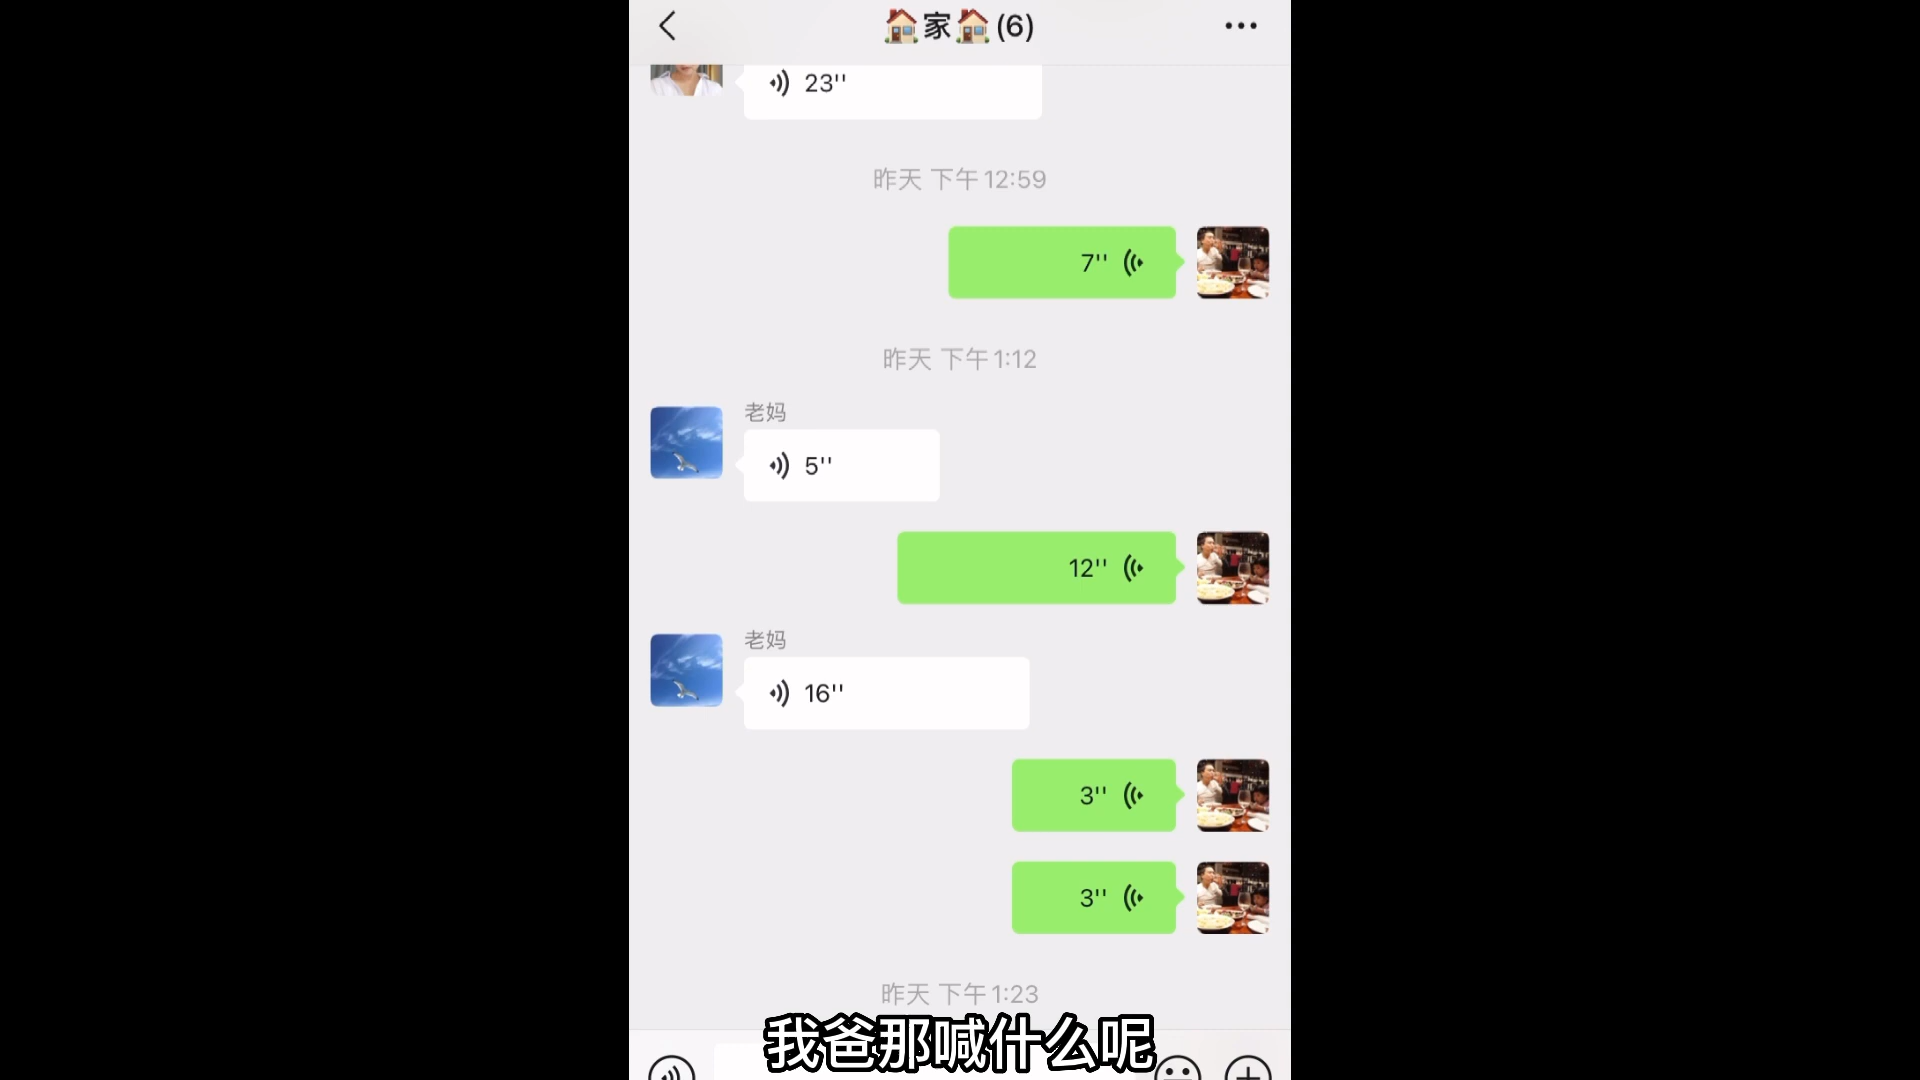 🏠家🏠(6)
23''
昨天 下午12:59
7''
昨天 下午1:12
老妈
5''
12''
老妈
16''
3''
3''
昨天 下午1:23
我爸那喊什么呢